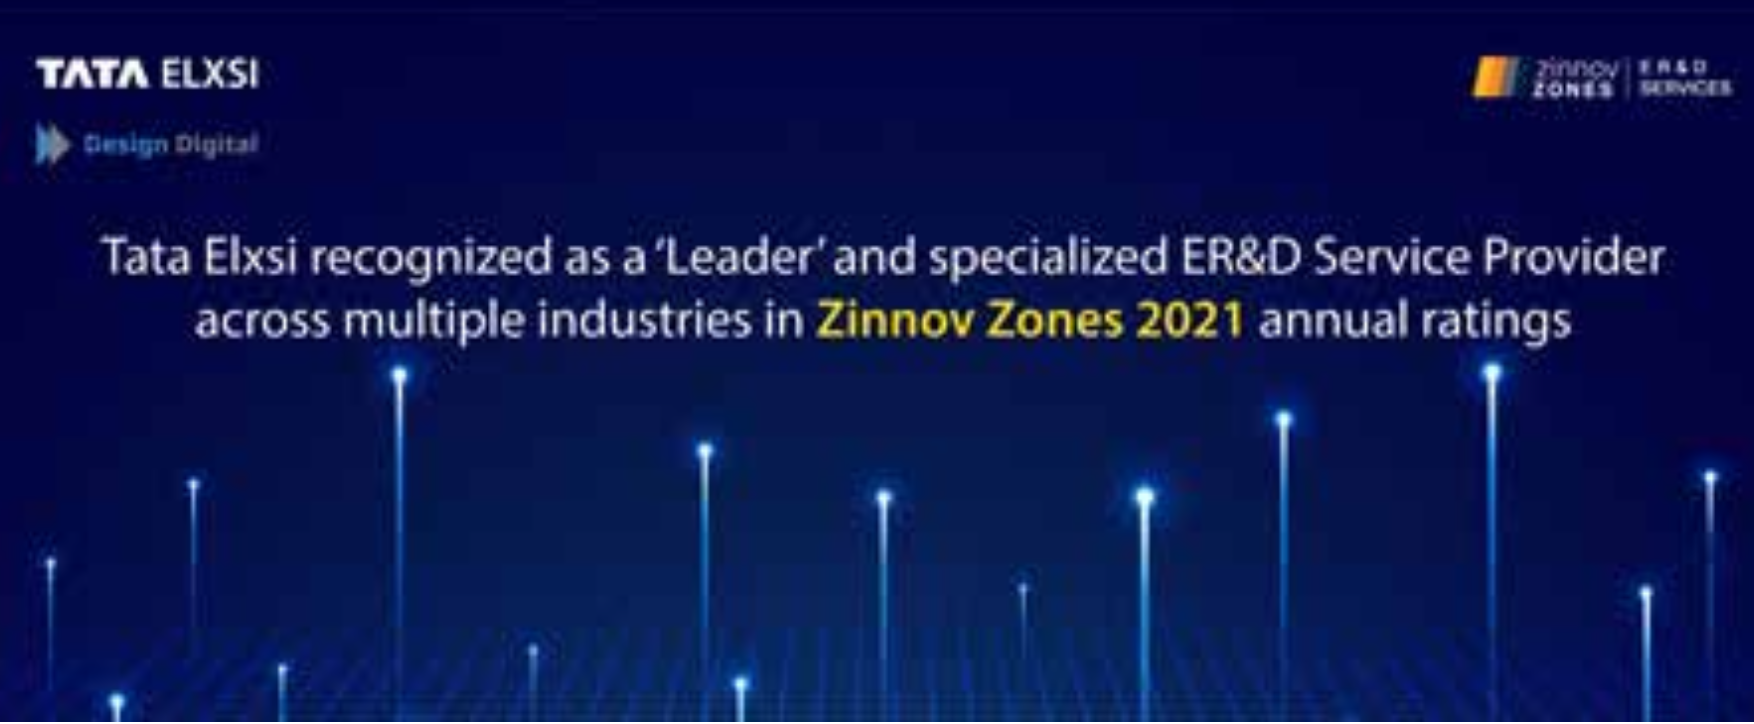 TATA ELXSI
Design Digital
zinnov ZONES | ER&D SERVICES
Tata Elxsi recognized as a 'Leader' and specialized ER&D Service Provider
across multiple industries in Zinnov Zones 2021 annual ratings